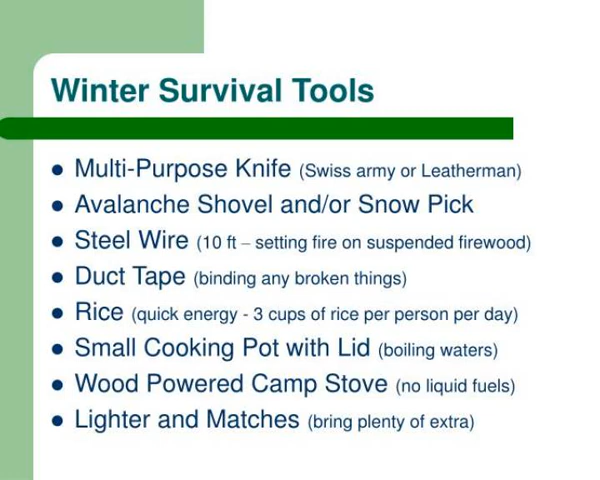 Winter Survival Tools
Multi-Purpose Knife (Swiss army or Leatherman)
Avalanche Shovel and/or Snow Pick
Steel Wire (10 ft – setting fire on suspended firewood)
Duct Tape (binding any broken things)
Rice (quick energy - 3 cups of rice per person per day)
Small Cooking Pot with Lid (boiling waters)
Wood Powered Camp Stove (no liquid fuels)
Lighter and Matches (bring plenty of extra)